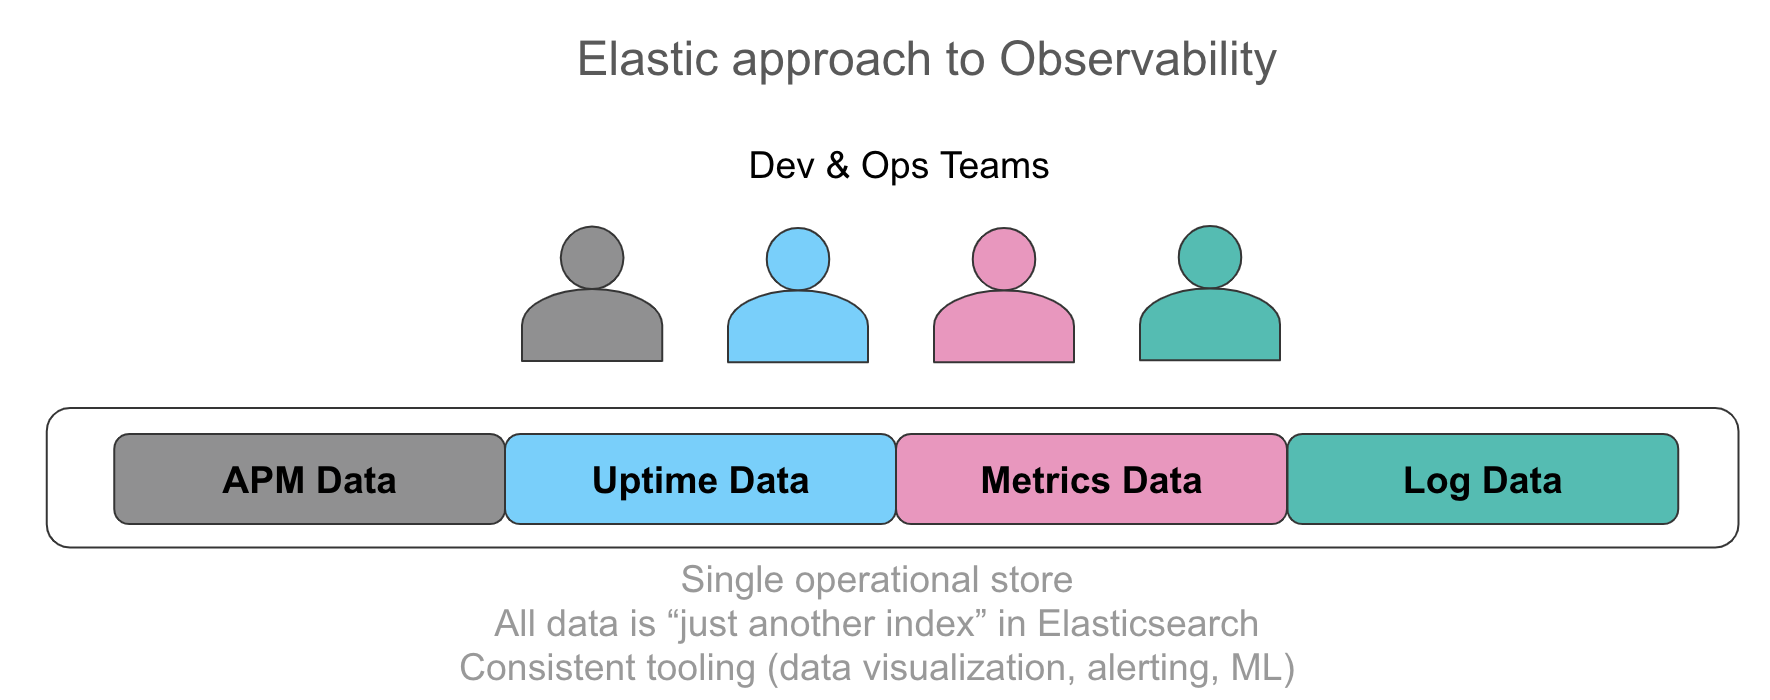 Elastic approach to Observability
Dev & Ops Teams
APM Data
Uptime Data
Metrics Data
Log Data
Single operational store
All data is “just another index” in Elasticsearch
Consistent tooling (data visualization, alerting, ML)